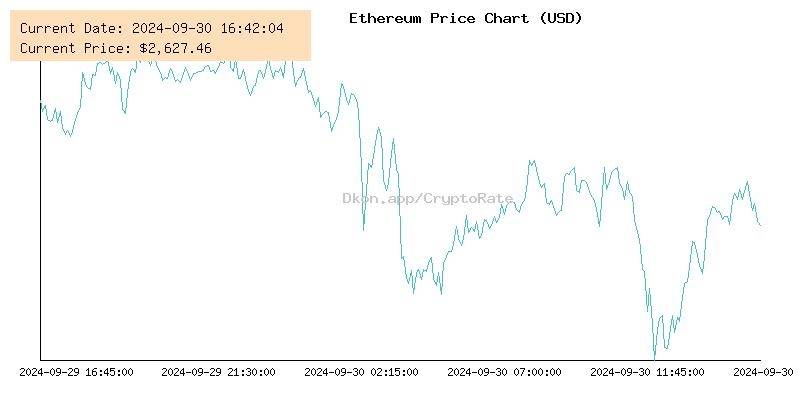 Ethereum Price Chart (USD)
Current Date: 2024-09-30 16:42:04
Current Price: $2,627.46
Dkon.app/CryptoRate
2024-09-29 16:45:00
2024-09-29 21:30:00
2024-09-30 02:15:00
2024-09-30 07:00:00
2024-09-30 11:45:00
2024-09-30